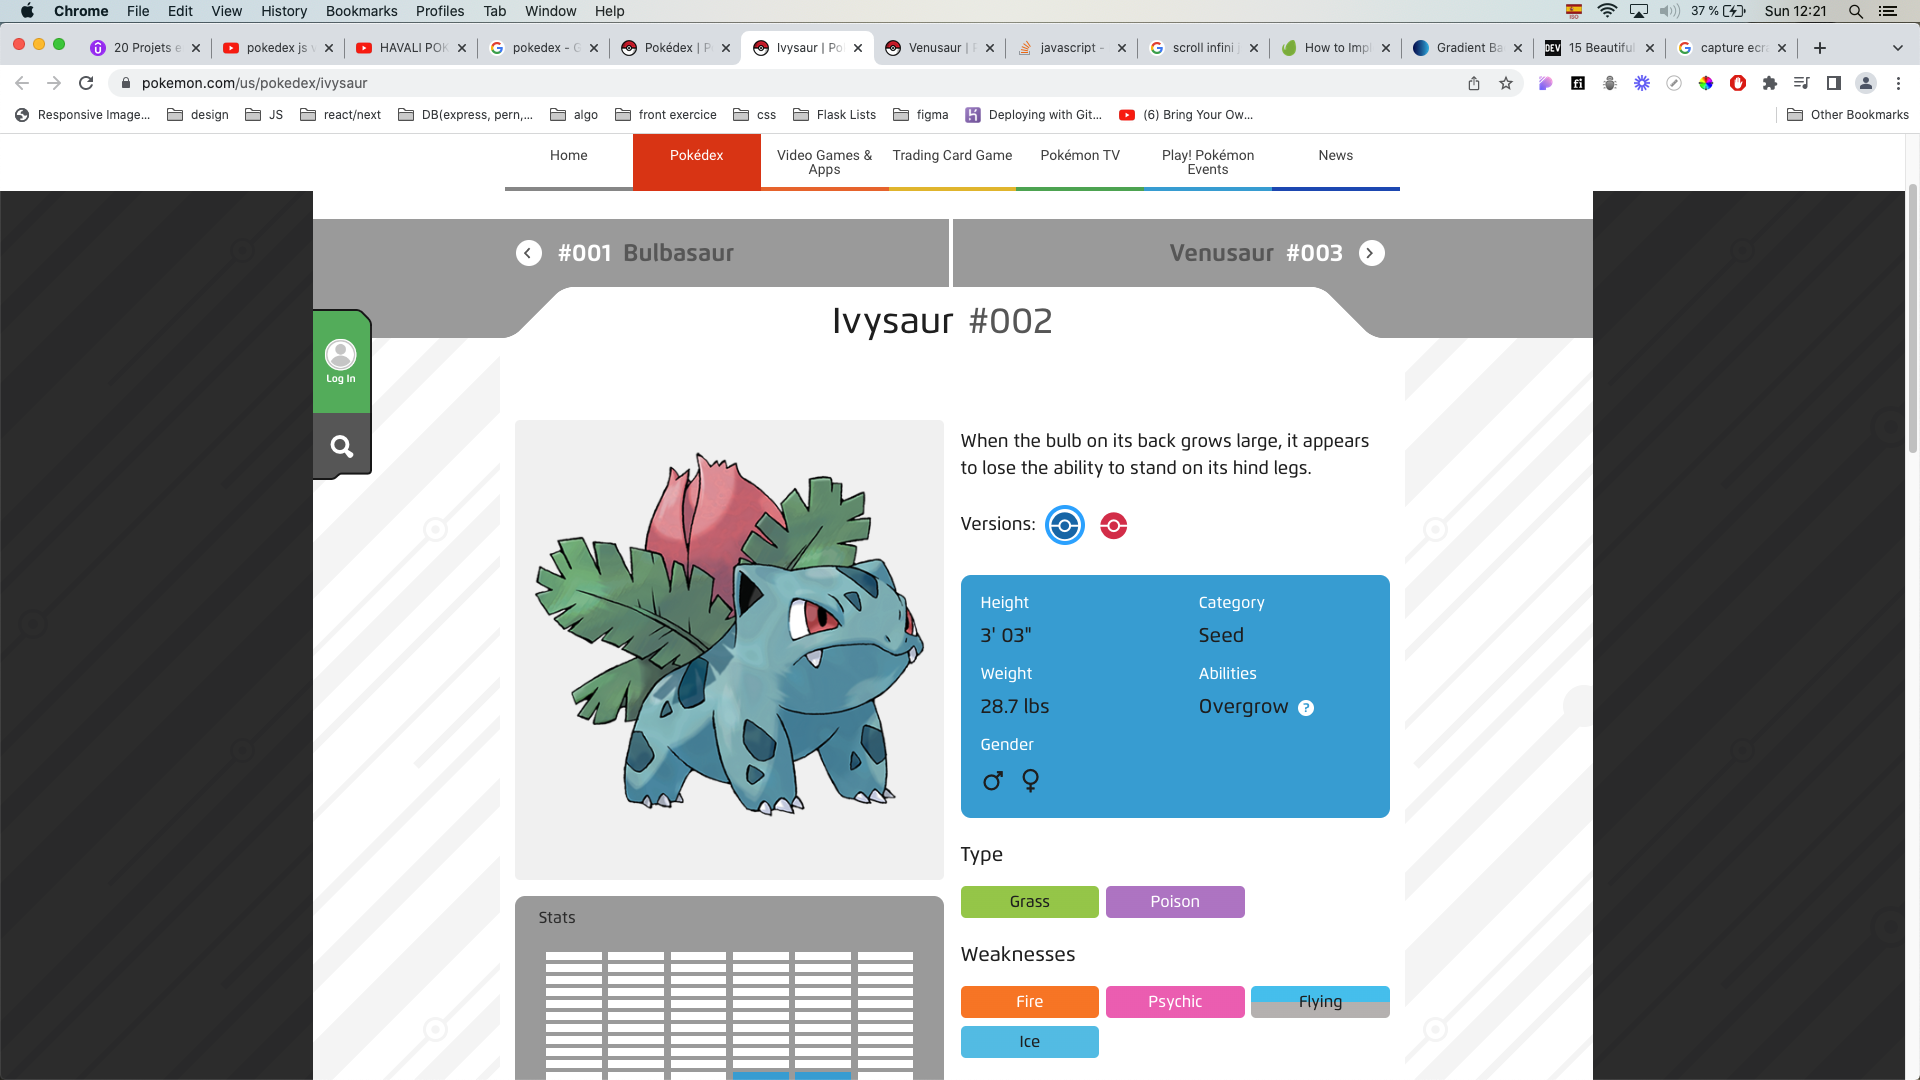 Chrome File Edit View History Bookmarks Profiles Tab Window Help ISO 37 % Sun 12:21
20 Projets e pokedex js v HAVALI POK pokedex - G Pokédex | P Ivysaur | Po Venusaur | javascript - scroll infini How to Impl Gradient Ba DEV 15 Beautiful capture ecr
pokemon.com/us/pokedex/ivysaur
Responsive Image... design JS react/next DB(express, pern,... algo front exercice css Flask Lists figma Deploying with Git... (6) Bring Your Ow... Other Bookmarks
Home Pokédex Video Games & Trading Card Game Pokémon TV Play! Pokémon News
Apps Events
#001 Bulbasaur Venusaur #003
Ivysaur #002
Log In
When the bulb on its back grows large, it appears
to lose the ability to stand on its hind legs.
Versions:
Height Category
3' 03" Seed
Weight Abilities
28.7 lbs Overgrow ?
Gender
Type
Grass Poison
Stats
Weaknesses
Fire Psychic Flying
Ice